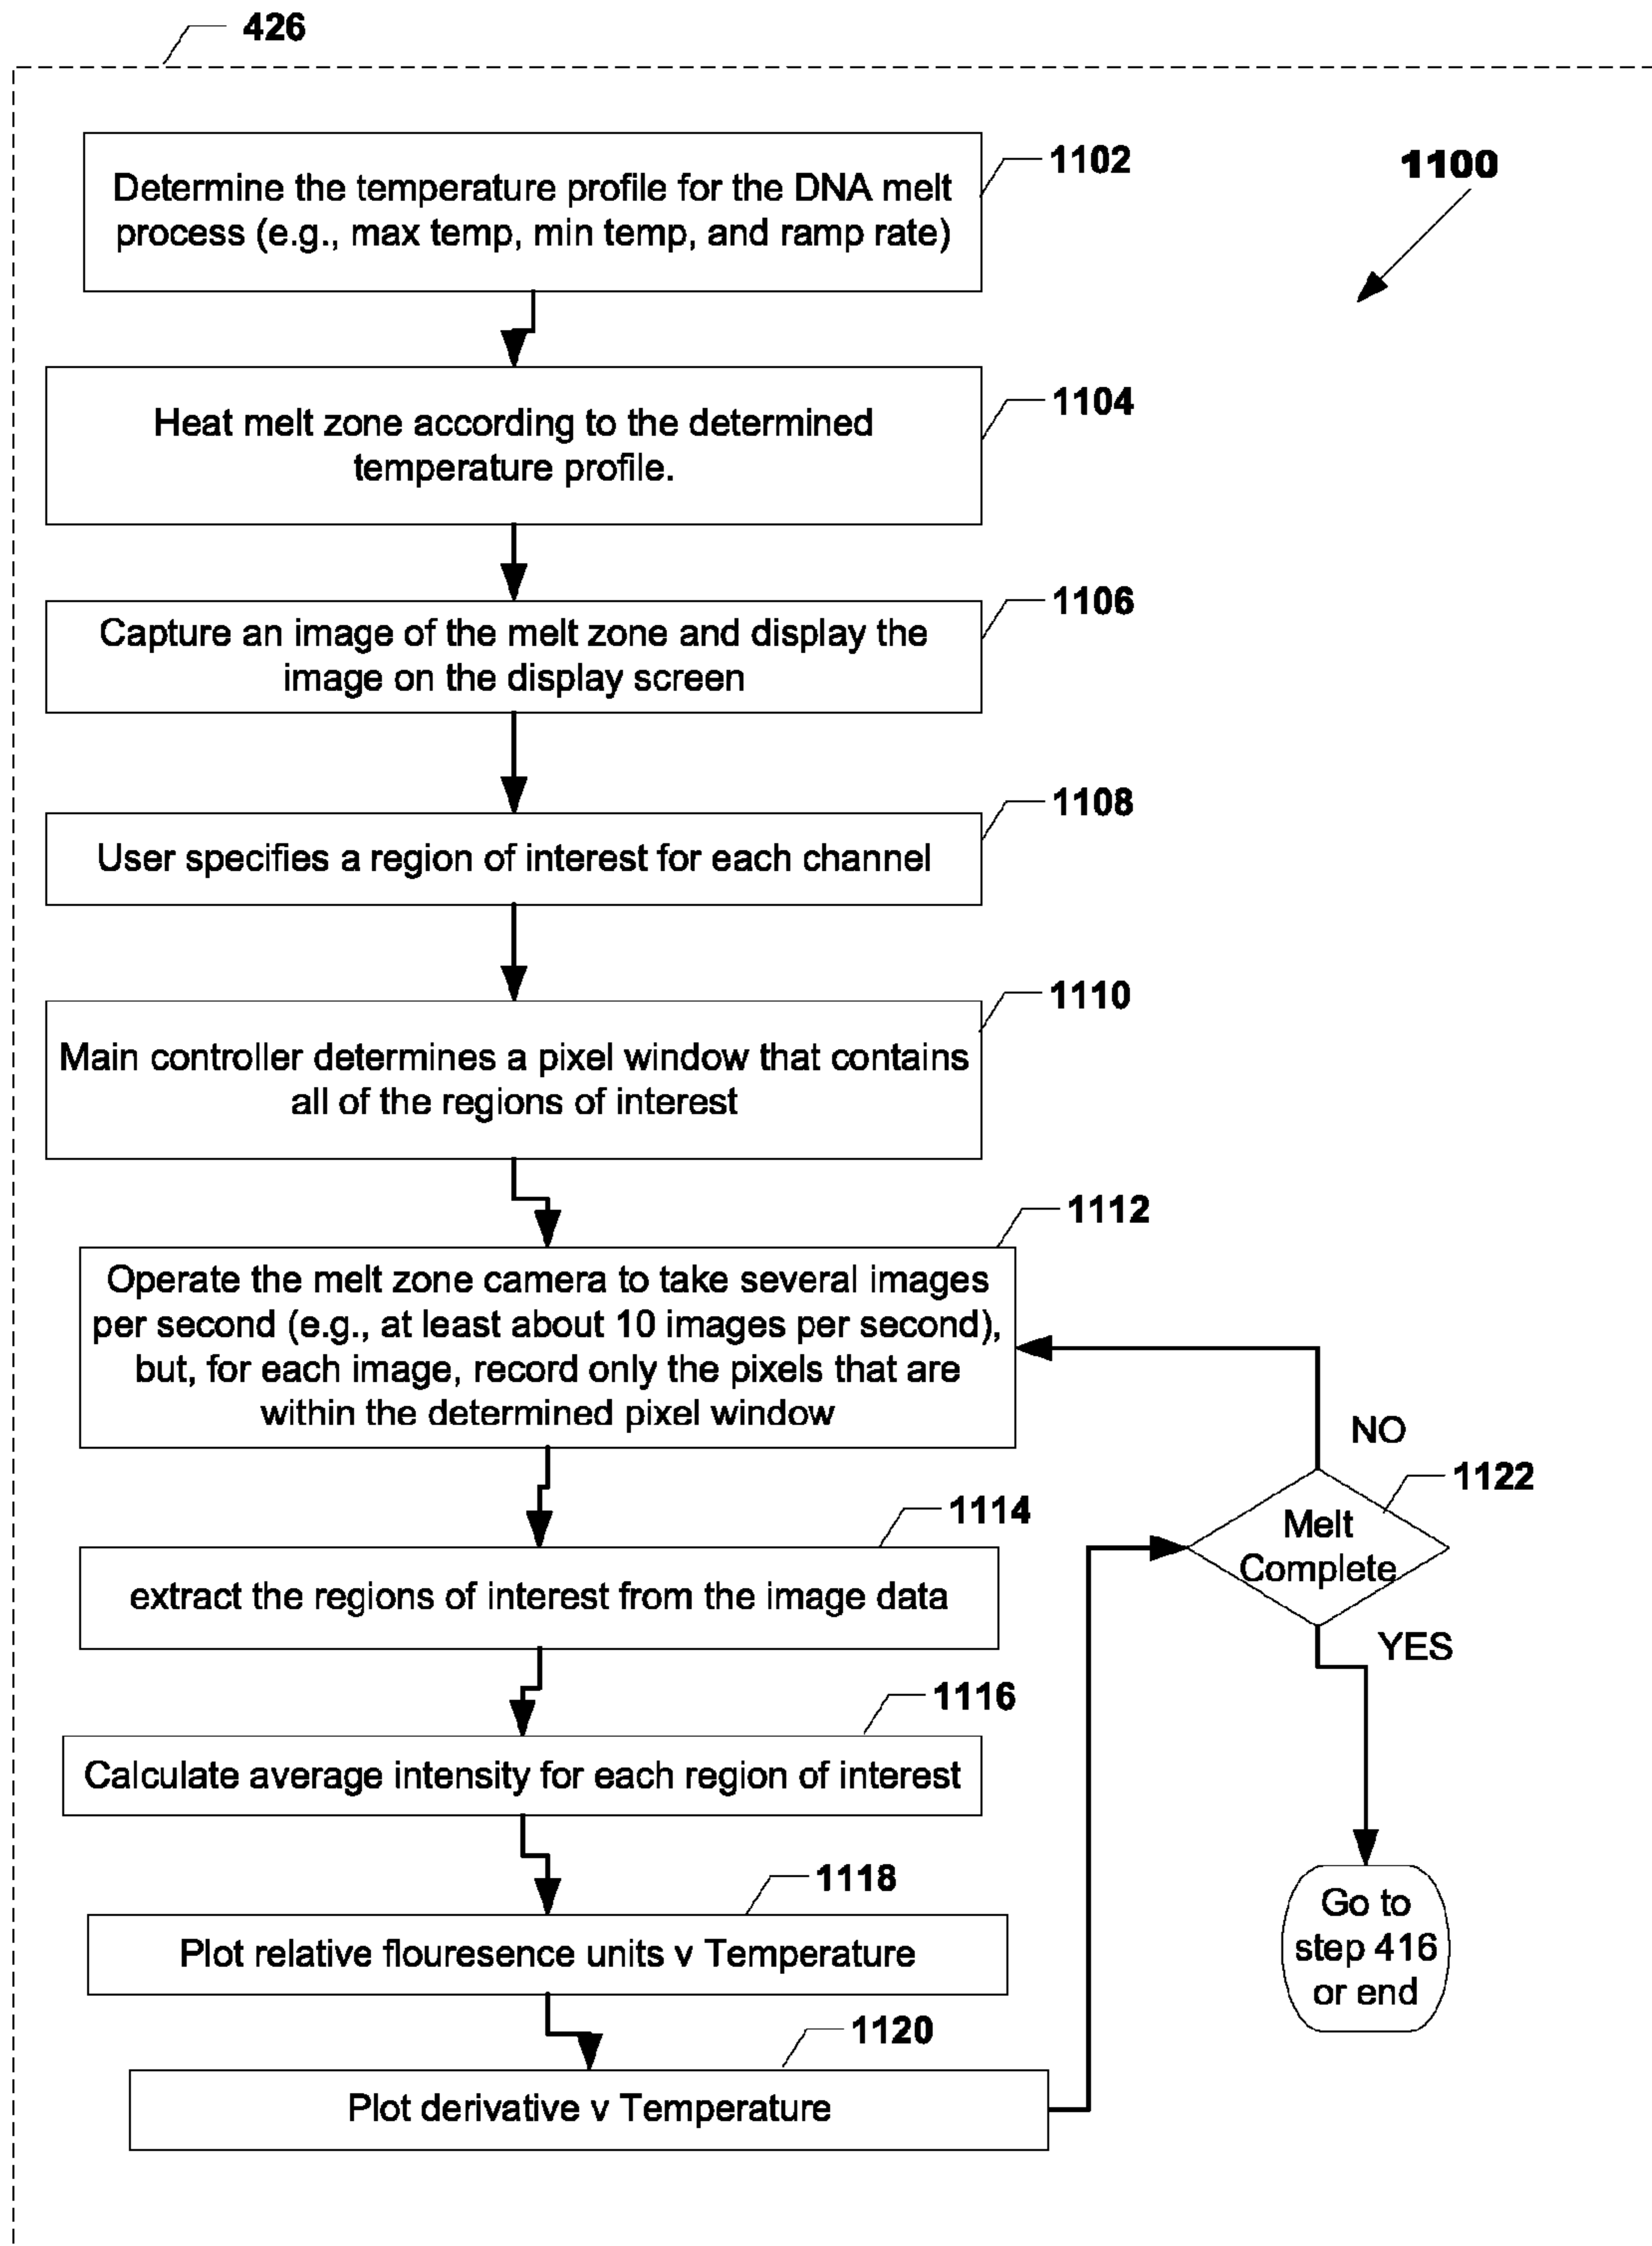 426
1102
1100
Determine the temperature profile for the DNA melt
process (e.g., max temp, min temp, and ramp rate)
1104
Heat melt zone according to the determined
temperature profile.
1106
Capture an image of the melt zone and display the
image on the display screen
1108
User specifies a region of interest for each channel
1110
Main controller determines a pixel window that contains
all of the regions of interest
1112
Operate the melt zone camera to take several images
per second (e.g., at least about 10 images per second),
but, for each image, record only the pixels that are
within the determined pixel window
NO
1122
Melt
Complete
YES
1114
extract the regions of interest from the image data
1116
Calculate average intensity for each region of interest
1118
Plot relative flouresence units v Temperature
1120
Plot derivative v Temperature
Go to
step 416
or end